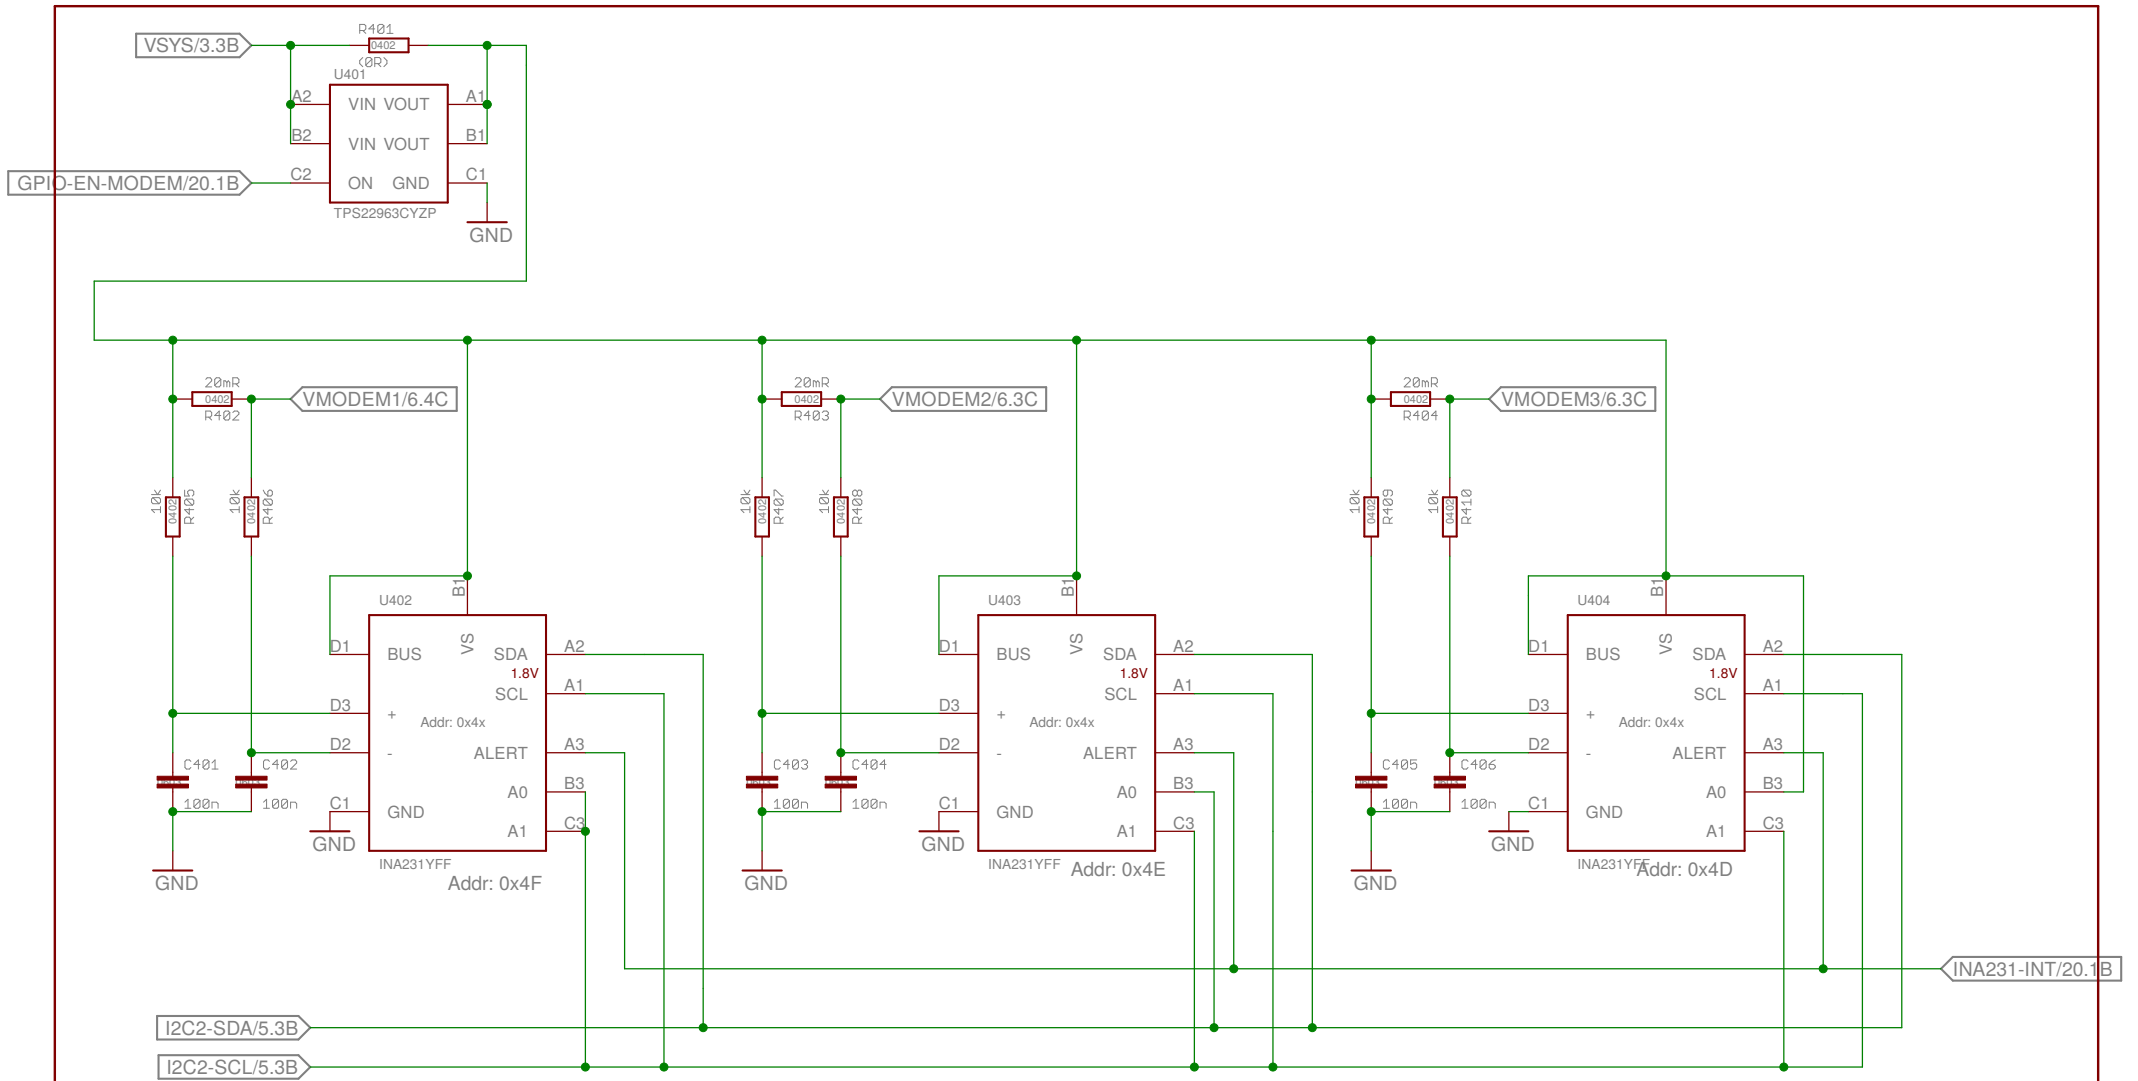 R401
VSYS/3.3B
0402
(0R)
U401
A2 VIN VOUT A1
B2 VIN VOUT B1
GPIO-EN-MODEM/20.1B
C2 ON GND C1
TPS22963CYZP
GND
20mR
0402
R402
VMODEM1/6.4C
20mR
0402
R403
VMODEM2/6.3C
20mR
0402
R404
VMODEM3/6.3C
10k
0402
R405
10k
0402
R406
10k
0402
R407
10k
0402
R408
10k
0402
R409
10k
0402
R410
U402
B1
VS
D1 BUS SDA A2
1.8V
SCL A1
D3 +
Addr: 0x4x
D2 - ALERT A3
A0 B3
C1 GND
A1 C3
GND
INA231YFF
Addr: 0x4F
C401
100n
C402
100n
GND
U403
B1
VS
D1 BUS SDA A2
1.8V
SCL A1
D3 +
Addr: 0x4x
D2 - ALERT A3
A0 B3
C1 GND
A1 C3
GND
INA231YFF
Addr: 0x4E
C403
100n
C404
100n
GND
U404
B1
VS
D1 BUS SDA A2
1.8V
SCL A1
D3 +
Addr: 0x4x
D2 - ALERT A3
A0 B3
C1 GND
A1 C3
GND
INA231YFF
Addr: 0x4D
C405
100n
C406
100n
GND
INA231-INT/20.1B
I2C2-SDA/5.3B
I2C2-SCL/5.3B